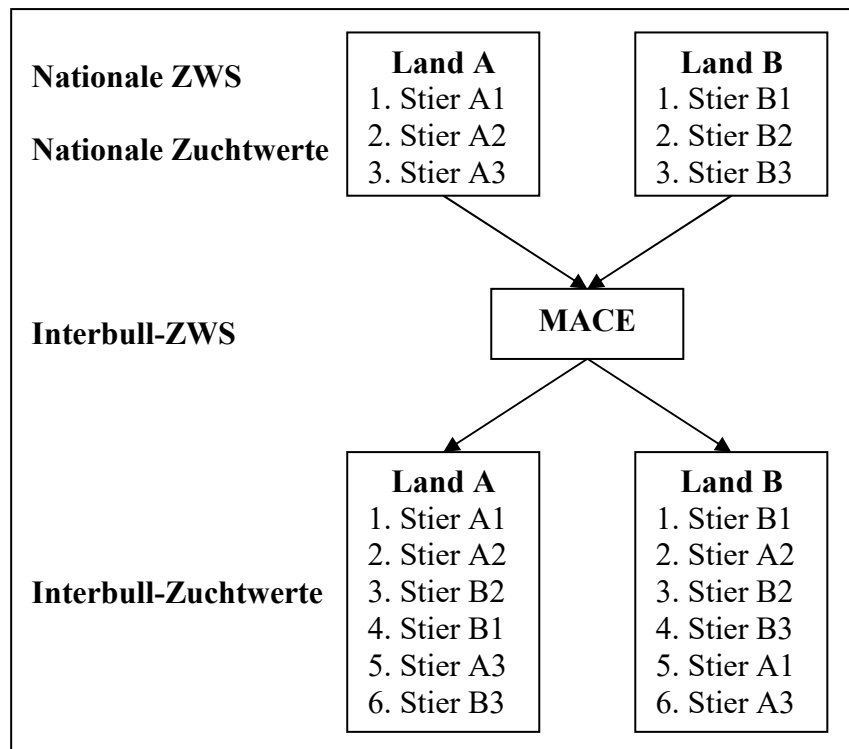 Nationale ZWS
Nationale Zuchtwerte
Land A
1. Stier A1
2. Stier A2
3. Stier A3
Land B
1. Stier B1
2. Stier B2
3. Stier B3
Interbull-ZWS
MACE
Interbull-Zuchtwerte
Land A
1. Stier A1
2. Stier A2
3. Stier B2
4. Stier B1
5. Stier A3
6. Stier B3
Land B
1. Stier B1
2. Stier A2
3. Stier B2
4. Stier B3
5. Stier A1
6. Stier A3